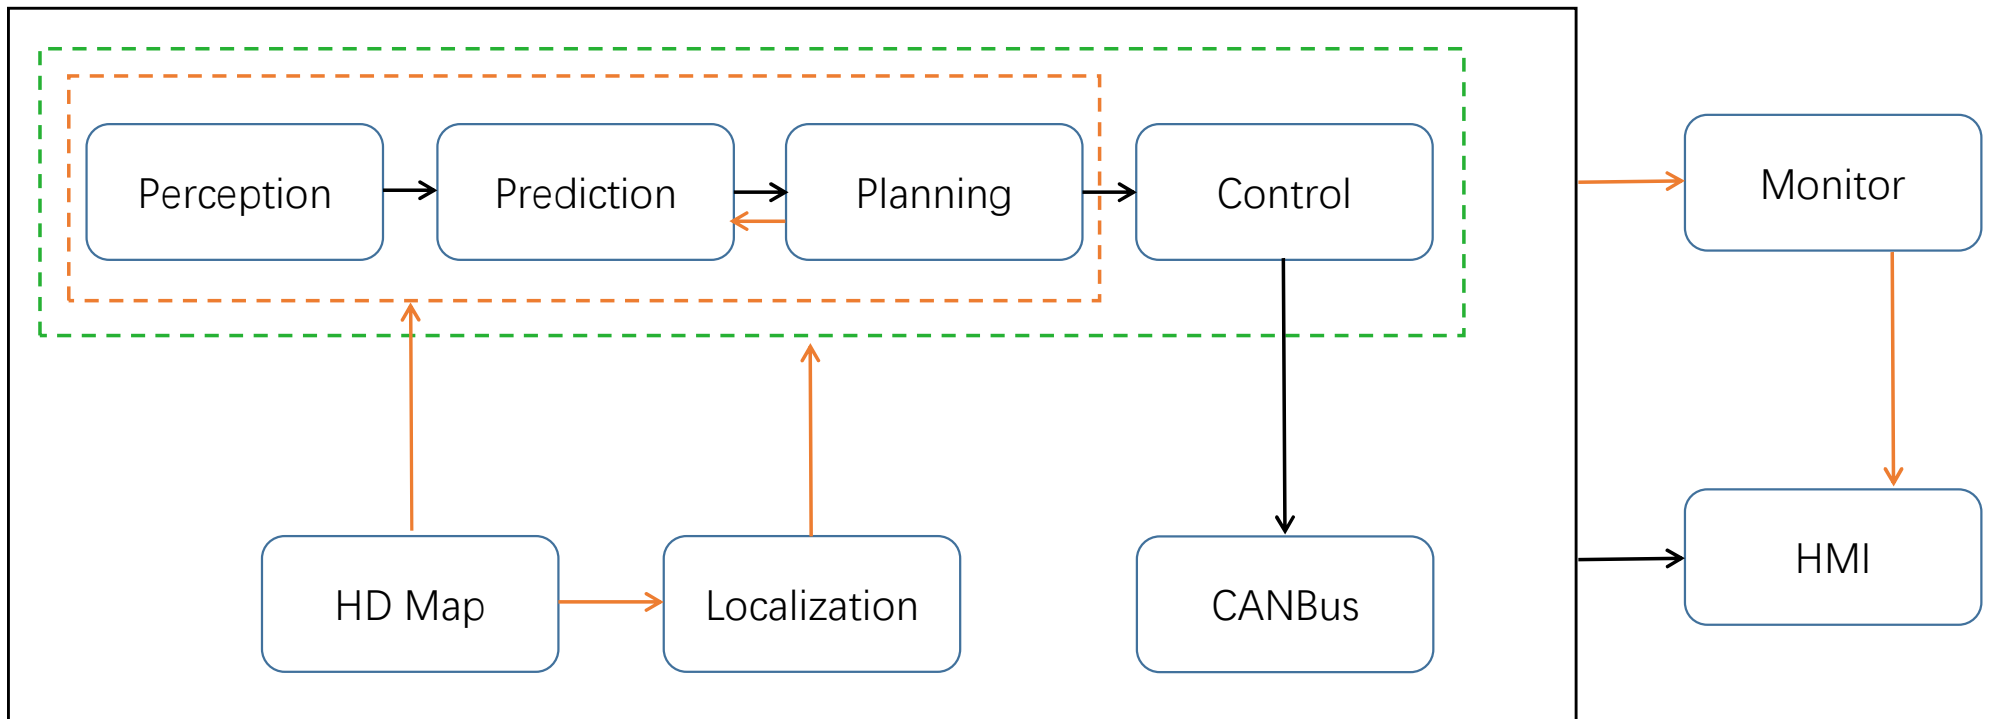 Perception
Prediction
Planning
Control
Monitor
HD Map
Localization
CANBus
HMI